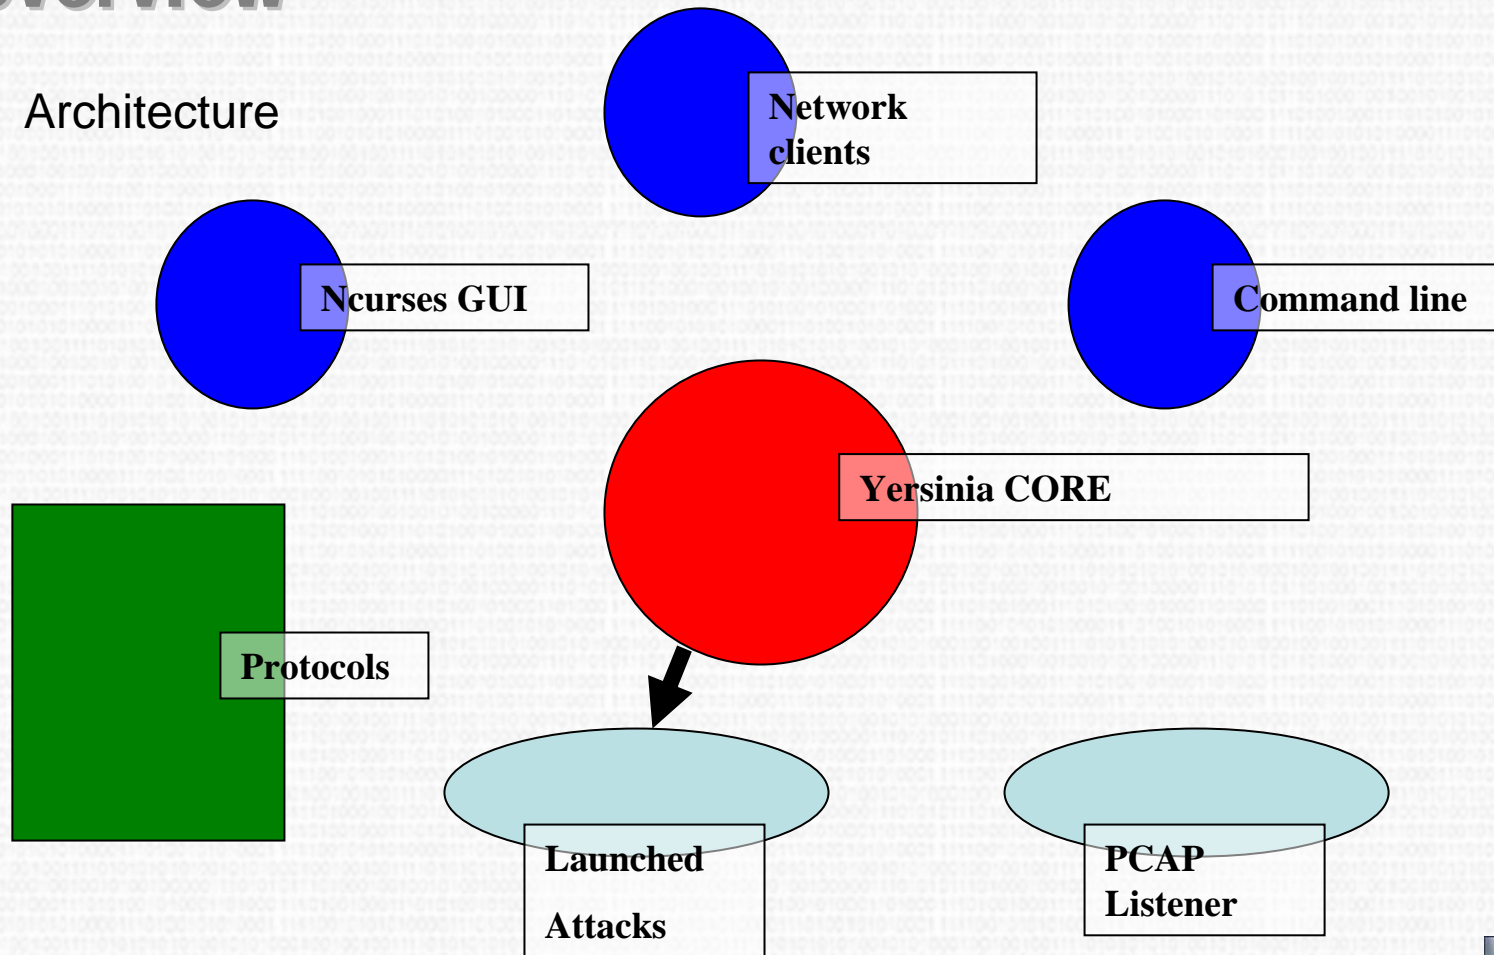 Architecture
Network
clients
Ncurses GUI
Command line
Yersinia CORE
Protocols
Launched
Attacks
PCAP
Listener